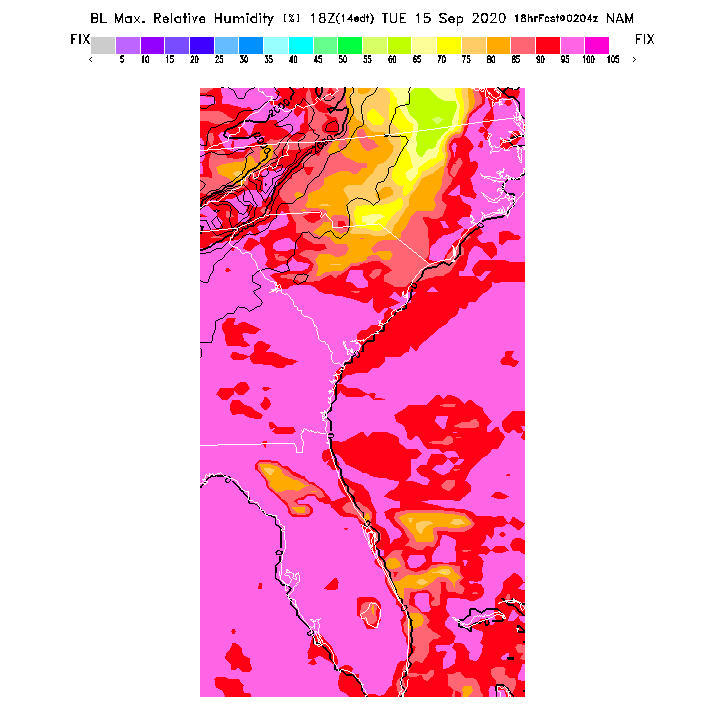 BL Max. Relative Humidity [%] 18Z(14edt) TUE 15 Sep 2020 18hrFcst@0204z NAM
FIX FIX
< 5 10 15 20 25 30 35 40 45 50 55 60 65 70 75 80 85 90 95 100 105 >
2000